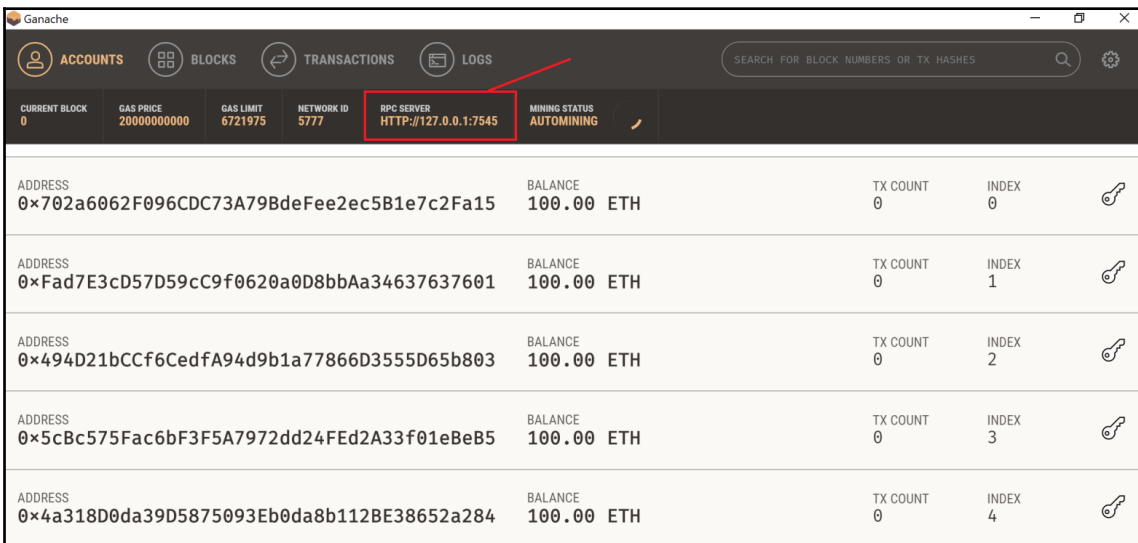 Ganache
ACCOUNTS BLOCKS TRANSACTIONS LOGS SEARCH FOR BLOCK NUMBERS OR TX HASHES
CURRENT BLOCK GAS PRICE GAS LIMIT NETWORK ID RPC SERVER MINING STATUS
0 20000000000 6721975 5777 HTTP://127.0.0.1:7545 AUTOMINING
ADDRESS BALANCE TX COUNT INDEX
0×702a6062F096CDC73A79BdeFee2ec5B1e7c2Fa15 100.00 ETH 0 0
ADDRESS BALANCE TX COUNT INDEX
0×Fad7E3cD57D59cC9f0620a0D8bbAa34637637601 100.00 ETH 0 1
ADDRESS BALANCE TX COUNT INDEX
0×494D21bCCf6CedfA94d9b1a77866D3555D65b803 100.00 ETH 0 2
ADDRESS BALANCE TX COUNT INDEX
0×5cBc575Fac6bF3F5A7972dd24FEd2A33f01eBeB5 100.00 ETH 0 3
ADDRESS BALANCE TX COUNT INDEX
0×4a318D0da39D5875093Eb0da8b112BE38652a284 100.00 ETH 0 4